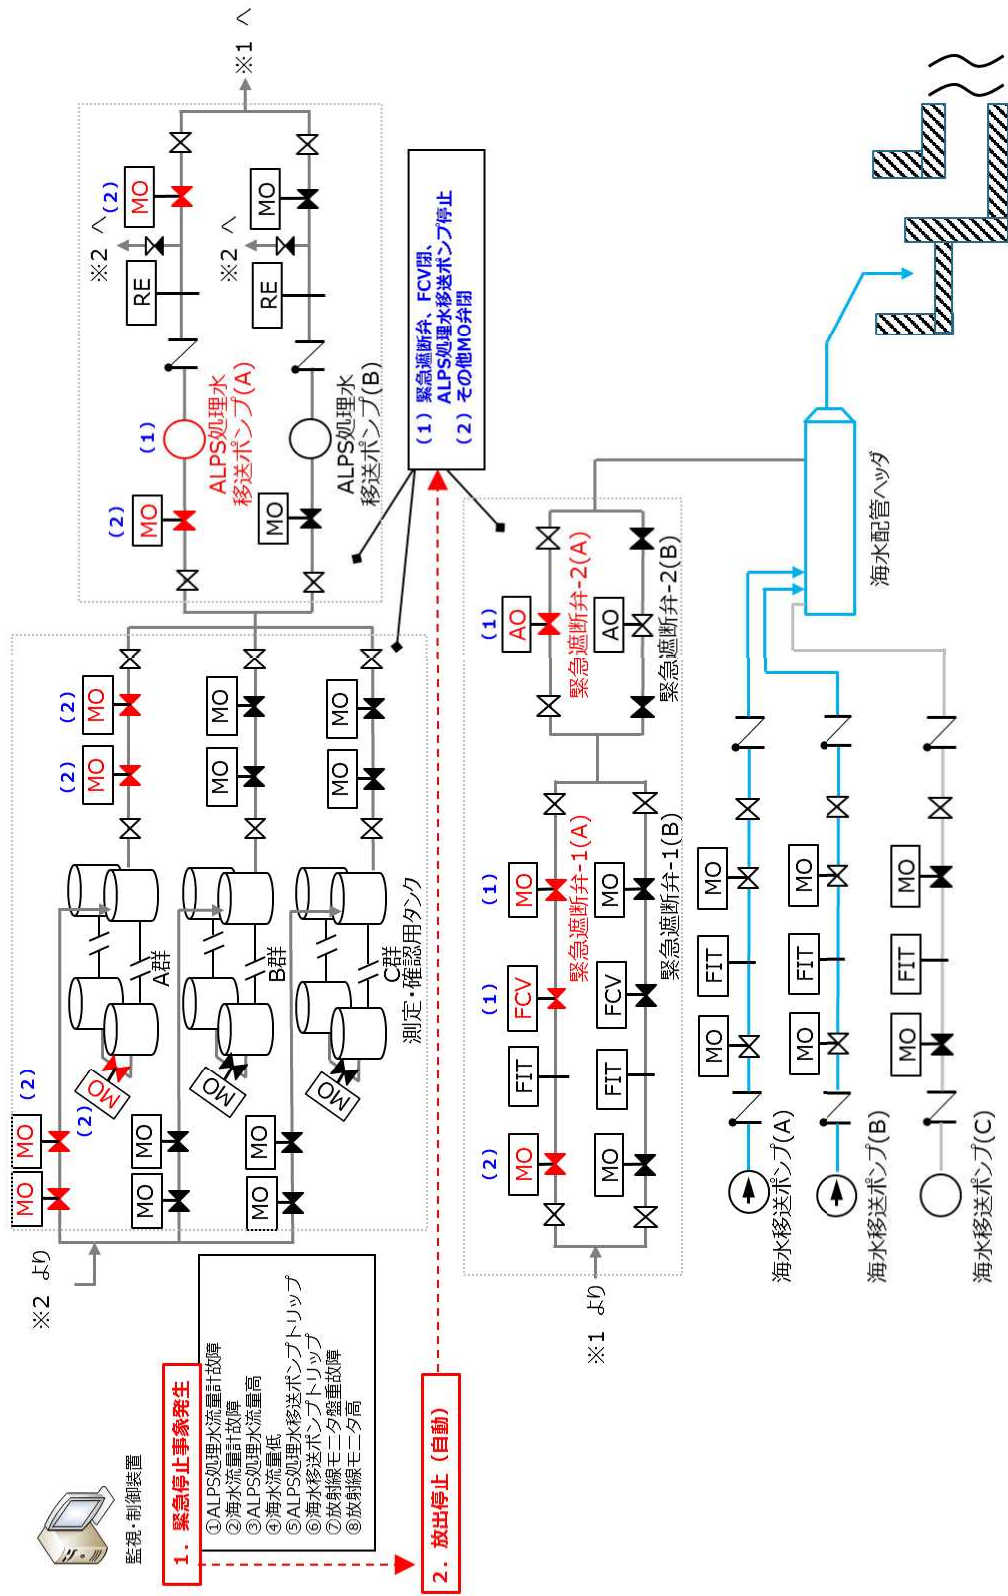 監視・制御装置
1．緊急停止事象発生
①ALPS処理水流量計故障
②海水流量計故障
③ALPS処理水流量高
④海水流量低
⑤ALPS処理水移送ポンプトリップ
⑥海水移送ポンプトリップ
⑦放射線モニタ盤重故障
⑧放射線モニタ高
2．放出停止（自動）
※2 より
MO
MO
(2)
MO
(2)
MO
MO
MO
MO
MO
MO
A群
B群
C群
測定・確認用タンク
(2)
(2)
MO
MO
MO
MO
MO
MO
(2)
(1)
(2)
MO
ALPS処理水
移送ポンプ(A)
RE
※2 へ
MO
MO
ALPS処理水
移送ポンプ(B)
RE
※2 へ
MO
※1 へ
(1) 緊急遮断弁、FCV閉、
ALPS処理水移送ポンプ停止
(2) その他MO弁閉
※1 より
(2)
(1)
(1)
(1)
MO
FIT
FCV
MO
緊急遮断弁-1(A)
AO
緊急遮断弁-2(A)
MO
FIT
FCV
MO
緊急遮断弁-1(B)
AO
緊急遮断弁-2(B)
海水移送ポンプ(A)
MO
FIT
MO
海水移送ポンプ(B)
MO
FIT
MO
海水移送ポンプ(C)
MO
FIT
MO
海水配管ヘッダ